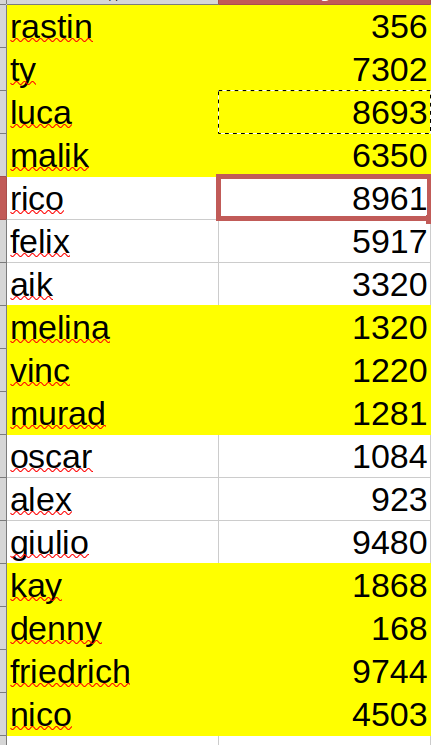 rastin 356
ty 7302
luca 8693
malik 6350
rico 8961
felix 5917
aik 3320
melina 1320
vinc 1220
murad 1281
oscar 1084
alex 923
giulio 9480
kay 1868
denny 168
friedrich 9744
nico 4503